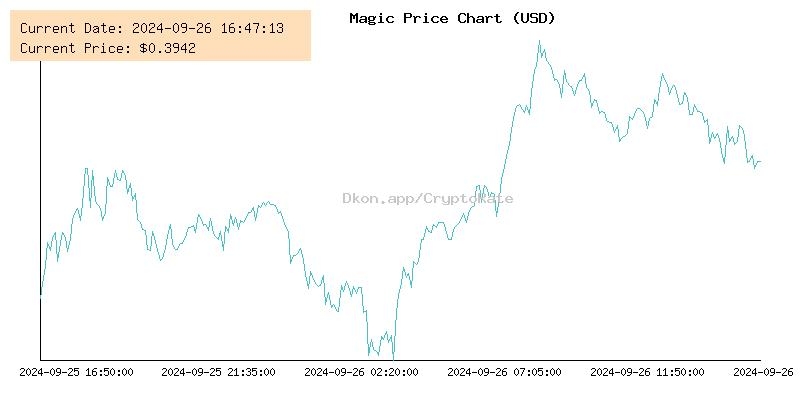 Magic Price Chart (USD)
Current Date: 2024-09-26 16:47:13
Current Price: $0.3942
Dkon.app/CryptoRate
2024-09-25 16:50:00
2024-09-25 21:35:00
2024-09-26 02:20:00
2024-09-26 07:05:00
2024-09-26 11:50:00
2024-09-26